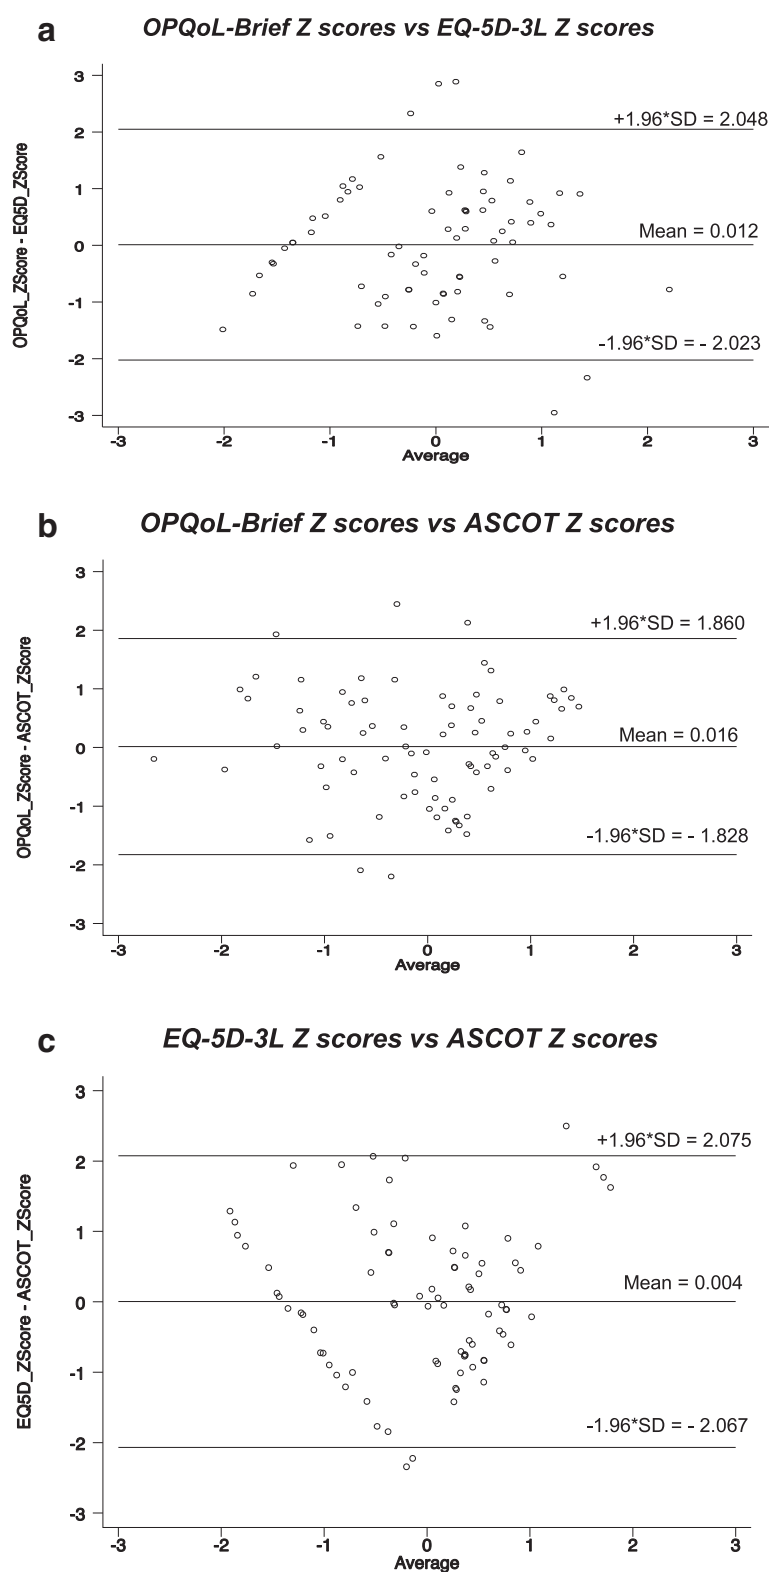 a
OPQoL-Brief Z scores vs EQ-5D-3L Z scores
3
2
1
0
-1
-2
-3
OPQoL_ZScore - EQ5D_ZScore
+1.96*SD = 2.048
Mean = 0.012
-1.96*SD = - 2.023
-3 -2 -1 0 1 2 3
Average
b
OPQoL-Brief Z scores vs ASCOT Z scores
3
2
1
0
-1
-2
-3
OPQoL_ZScore - ASCOT_ZScore
+1.96*SD = 1.860
Mean = 0.016
-1.96*SD = - 1.828
-3 -2 -1 0 1 2 3
Average
c
EQ-5D-3L Z scores vs ASCOT Z scores
3
2
1
0
-1
-2
-3
EQ5D_ZScore - ASCOT_ZScore
+1.96*SD = 2.075
Mean = 0.004
-1.96*SD = - 2.067
-3 -2 -1 0 1 2 3
Average